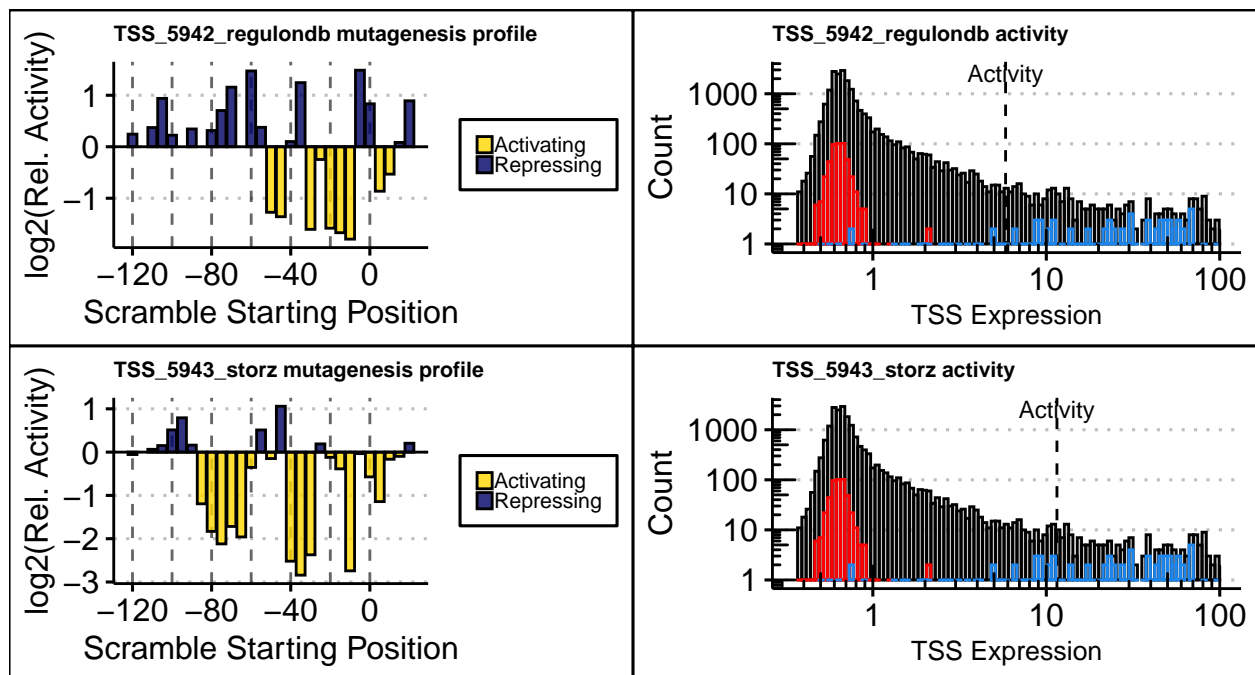 TSS_5942_regulondb mutagenesis profile
log2(Rel. Activity)
1
0
−1
−120
−80
−40
0
Scramble Starting Position
Activating
Repressing
TSS_5942_regulondb activity
Activity
Count
1000
100
10
1
1
10
100
TSS Expression
TSS_5943_storz mutagenesis profile
log2(Rel. Activity)
1
0
−1
−2
−3
−120
−80
−40
0
Scramble Starting Position
Activating
Repressing
TSS_5943_storz activity
Activity
Count
1000
100
10
1
1
10
100
TSS Expression